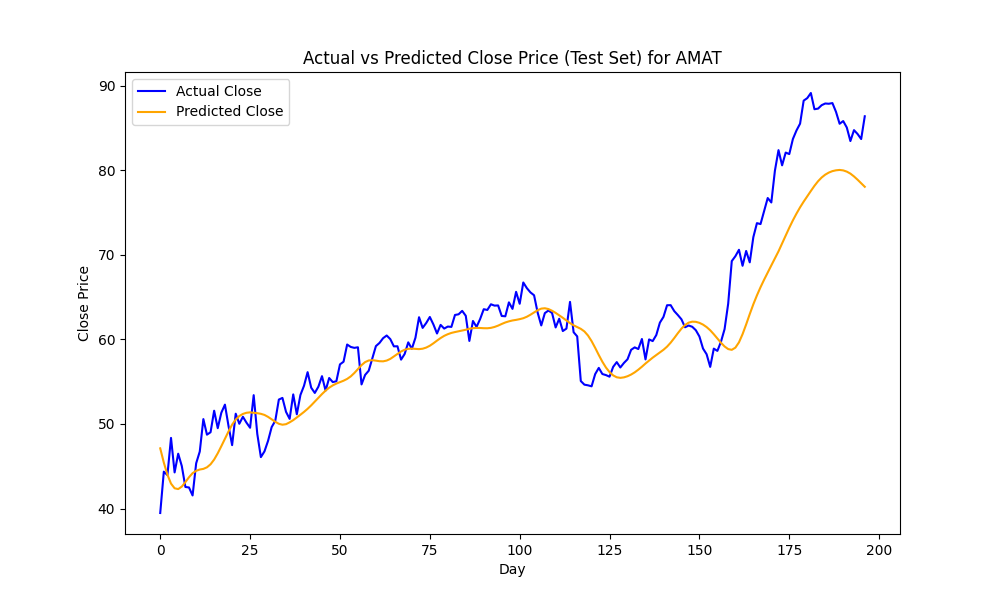 Actual vs Predicted Close Price (Test Set) for AMAT
Actual Close
Predicted Close
90
80
70
60
50
40
Close Price
0 25 50 75 100 125 150 175 200
Day